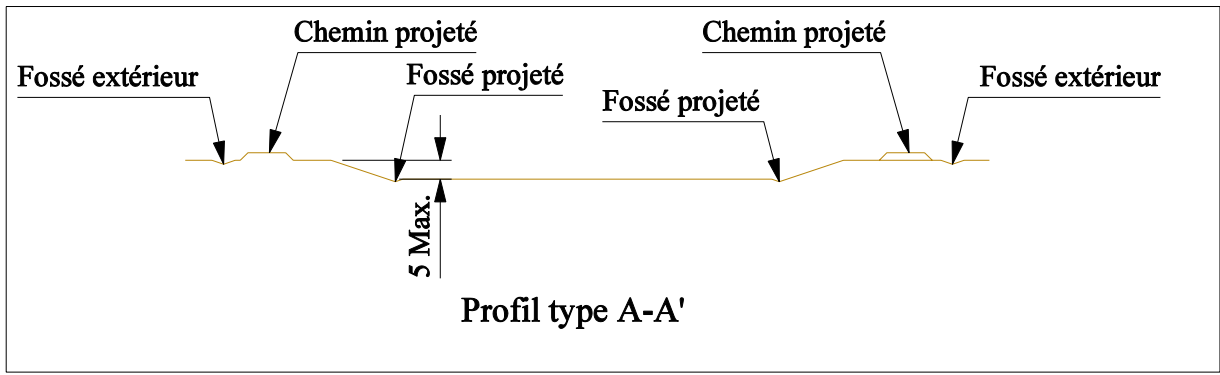 Chemin projeté
Chemin projeté
Fossé extérieur
Fossé projeté
Fossé projeté
Fossé extérieur
5 Max.
Profil type A-A'